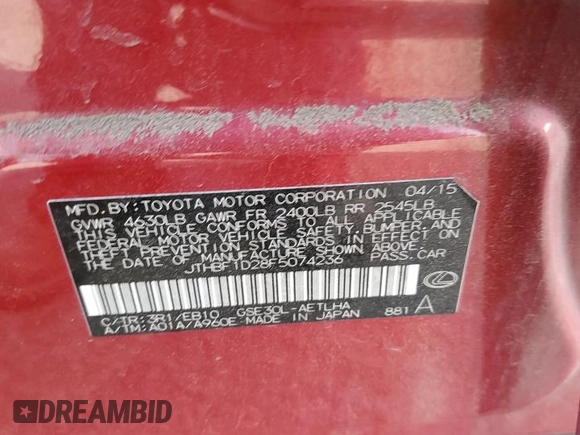 MFD. BY: TOYOTA MOTOR CORPORATION 04/15
GVWR 4630LB GAWR FR 2400LB RR 2545LB
THIS VEHICLE CONFORMS TO ALL APPLICABLE
FEDERAL MOTOR VEHICLE SAFETY, BUMPER, AND
THEFT PREVENTION STANDARDS IN EFFECT ON
THE DATE OF MANUFACTURE SHOWN ABOVE.
JTHBF1D28F5074236 PASS. CAR
C/TR: 3R1/EB10 GSE30L-AETLHA
A/TM: A01A/A960E MADE IN JAPAN 881 A
DREAMBID